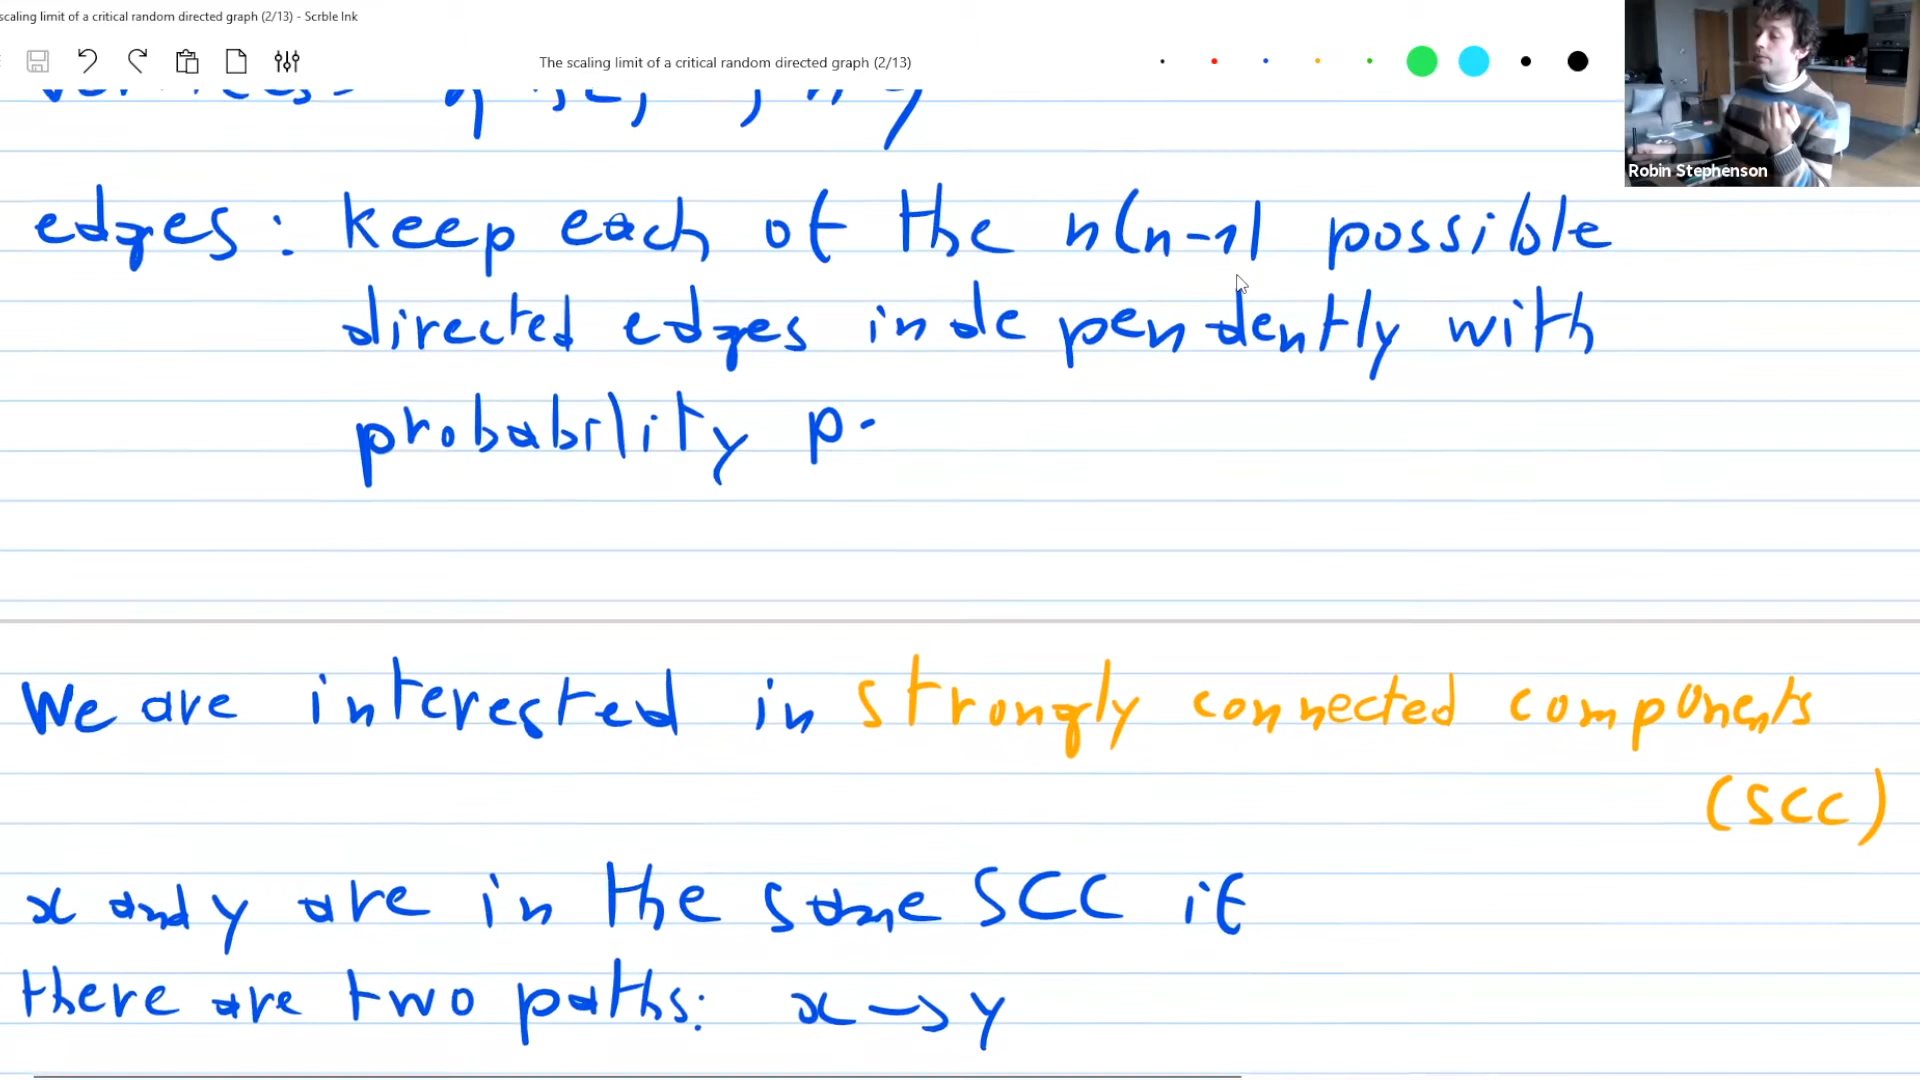 scaling limit of a critical random directed graph (2/13) - Scrble Ink
The scaling limit of a critical random directed graph (2/13)
Robin Stephenson
edges: keep each of the n(n-1) possible
directed edges independently with
probability p.
We are interested in strongly connected components
(SCC)
x and y are in the same SCC if
there are two paths: x → y